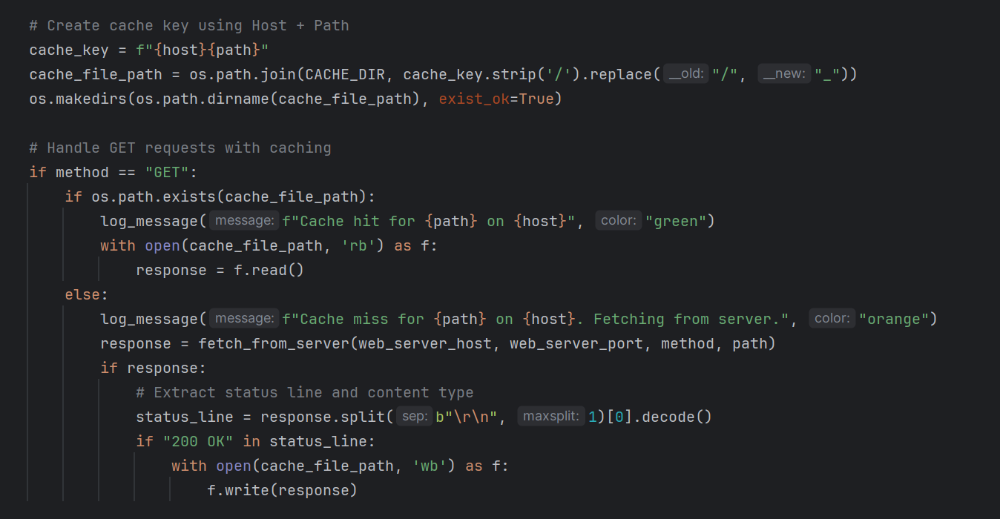 # Create cache key using Host + Path
cache_key = f"{host}{path}"
cache_file_path = os.path.join(CACHE_DIR, cache_key.strip('/').replace( __old: "/", __new: "_"))
os.makedirs(os.path.dirname(cache_file_path), exist_ok=True)
# Handle GET requests with caching
if method == "GET":
if os.path.exists(cache_file_path):
log_message( message: f"Cache hit for {path} on {host}", color: "green")
with open(cache_file_path, 'rb') as f:
response = f.read()
else:
log_message( message: f"Cache miss for {path} on {host}. Fetching from server.", color: "orange")
response = fetch_from_server(web_server_host, web_server_port, method, path)
if response:
# Extract status line and content type
status_line = response.split( sep: b"\r\n", maxsplit: 1)[0].decode()
if "200 OK" in status_line:
with open(cache_file_path, 'wb') as f:
f.write(response)